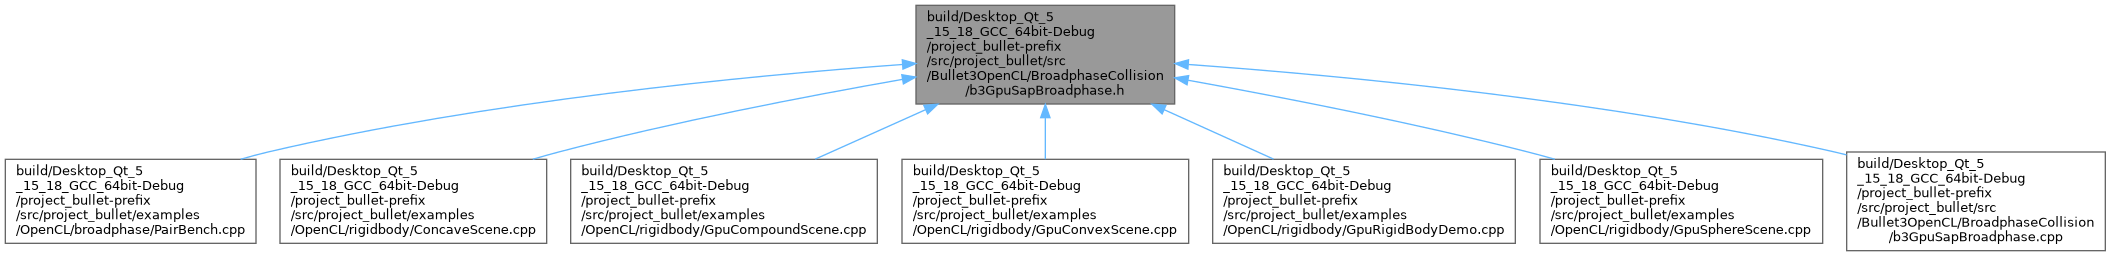 build/Desktop_Qt_5
_15_18_GCC_64bit-Debug
/project_bullet-prefix
/src/project_bullet/src
/Bullet3OpenCL/BroadphaseCollision
/b3GpuSapBroadphase.h
build/Desktop_Qt_5
_15_18_GCC_64bit-Debug
/project_bullet-prefix
/src/project_bullet/examples
/OpenCL/broadphase/PairBench.cpp
build/Desktop_Qt_5
_15_18_GCC_64bit-Debug
/project_bullet-prefix
/src/project_bullet/examples
/OpenCL/rigidbody/ConcaveScene.cpp
build/Desktop_Qt_5
_15_18_GCC_64bit-Debug
/project_bullet-prefix
/src/project_bullet/examples
/OpenCL/rigidbody/GpuCompoundScene.cpp
build/Desktop_Qt_5
_15_18_GCC_64bit-Debug
/project_bullet-prefix
/src/project_bullet/examples
/OpenCL/rigidbody/GpuConvexScene.cpp
build/Desktop_Qt_5
_15_18_GCC_64bit-Debug
/project_bullet-prefix
/src/project_bullet/examples
/OpenCL/rigidbody/GpuRigidBodyDemo.cpp
build/Desktop_Qt_5
_15_18_GCC_64bit-Debug
/project_bullet-prefix
/src/project_bullet/examples
/OpenCL/rigidbody/GpuSphereScene.cpp
build/Desktop_Qt_5
_15_18_GCC_64bit-Debug
/project_bullet-prefix
/src/project_bullet/src
/Bullet3OpenCL/BroadphaseCollision
/b3GpuSapBroadphase.cpp